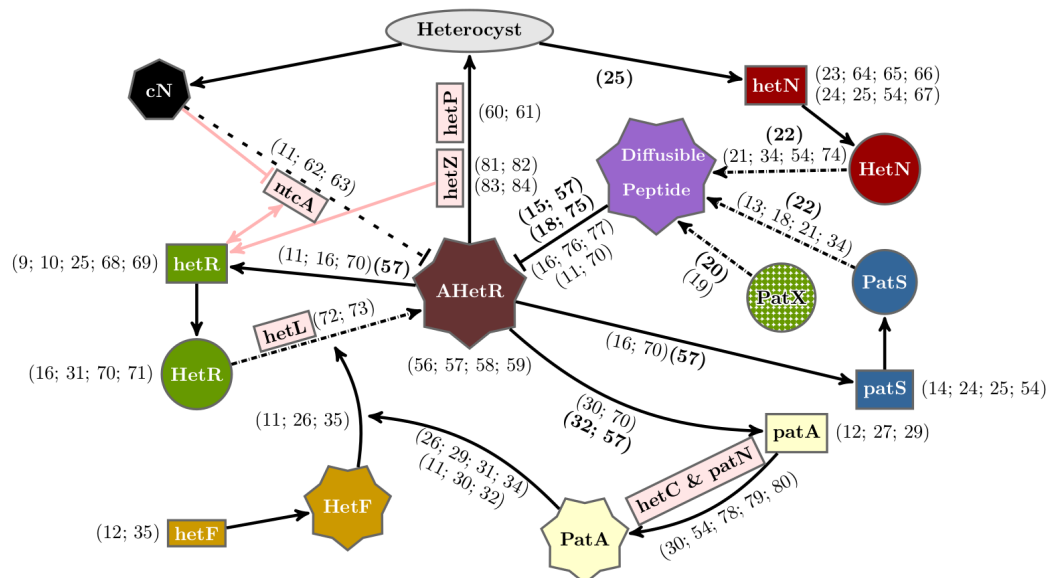 Heterocyst
cN
(25)
hetN
(23; 64; 65; 66)
(24; 25; 54; 67)
hetP
(60; 61)
(11; 62; 63)
hetZ
(81; 82)
(83; 84)
Diffusible
Peptide
(22)
(21; 34; 54; 74)
HetN
ntcA
(15; 57)
(18; 75)
(16; 76; 77)
(11; 70)
(22)
(13; 18; 21; 34)
(9; 10; 25; 68; 69)
hetR
(11; 16; 70)(57)
AHetR
(20)
(19)
PatX
PatS
hetL
(72; 73)
(16; 31; 70; 71)
HetR
(56; 57; 58; 59)
(16; 70)(57)
patS
(14; 24; 25; 54)
(11; 26; 35)
(30; 70)
(32; 57)
patA
(12; 27; 29)
(26; 29; 31; 34)
(11; 30; 32)
hetC & patN
(30; 54; 78; 79; 80)
HetF
PatA
(12; 35)
hetF